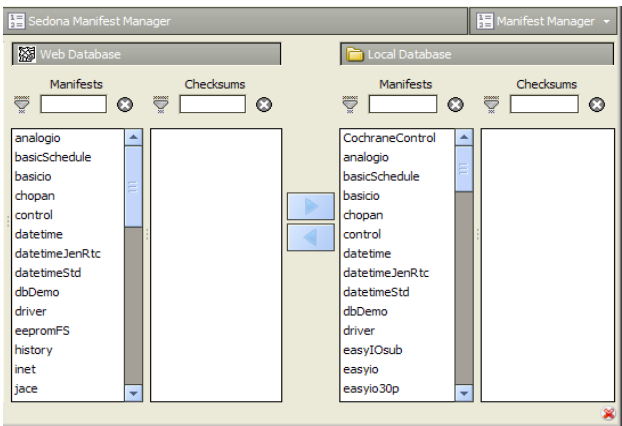 Sedona Manifest Manager
Manifest Manager
Web Database
Manifests
Checksums
analogio
basicSchedule
basicio
chopan
control
datetime
datetimeJenRtc
datetimeStd
dbDemo
driver
eepromFS
history
inet
jace
Local Database
Manifests
Checksums
CochraneControl
analogio
basicSchedule
basicio
chopan
control
datetime
datetimeJenRtc
datetimeStd
dbDemo
driver
easyIOsub
easyio
easyio30p